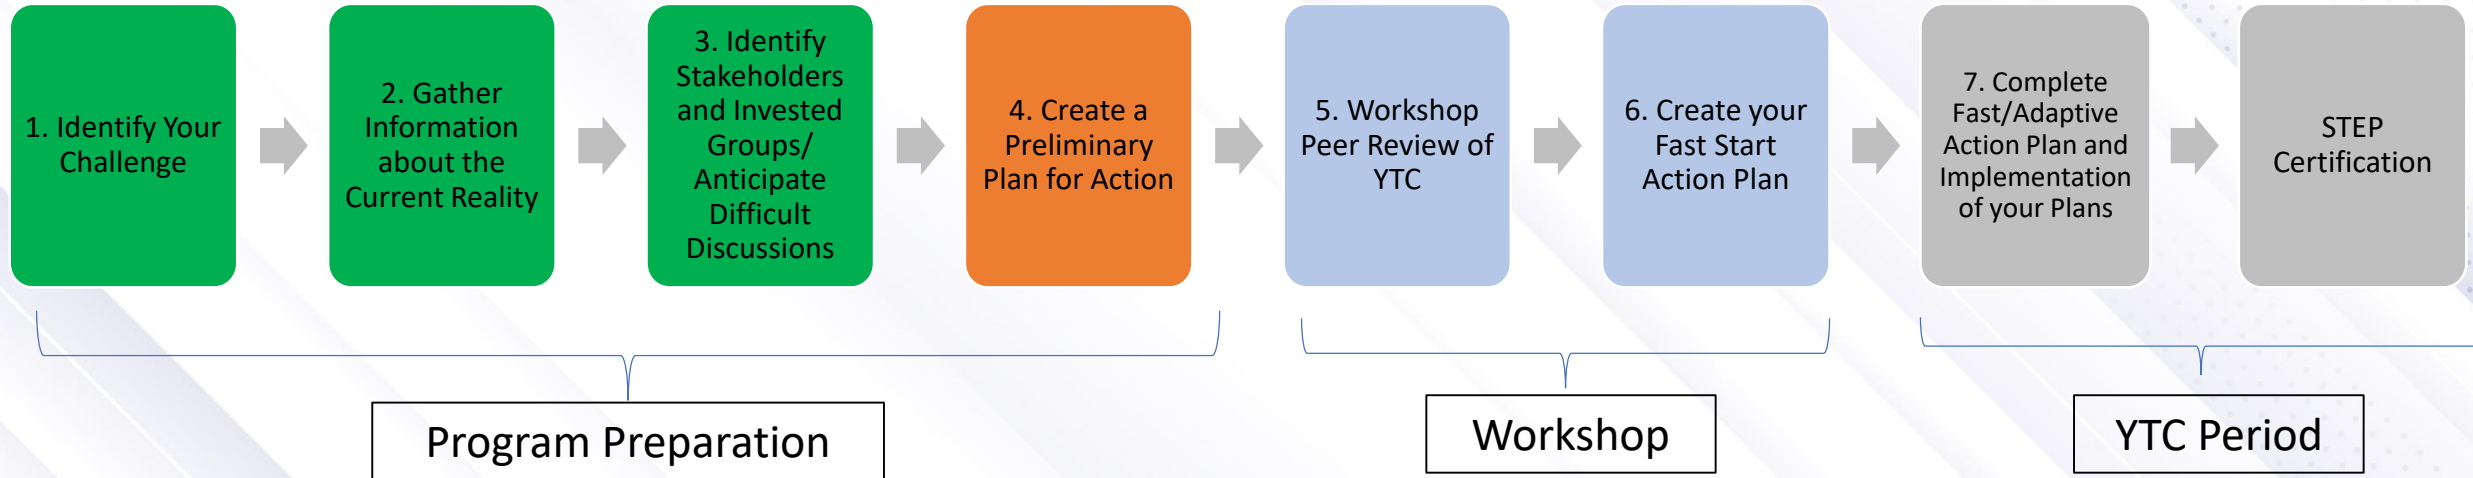 1. Identify Your
Challenge
2. Gather
Information
about the
Current Reality
3. Identify
Stakeholders
and Invested
Groups/
Anticipate
Difficult
Discussions
4. Create a
Preliminary
Plan for Action
5. Workshop
Peer Review of
YTC
6. Create your
Fast Start
Action Plan
7. Complete
Fast/Adaptive
Action Plan and
Implementation
of your Plans
STEP
Certification
Program Preparation
Workshop
YTC Period